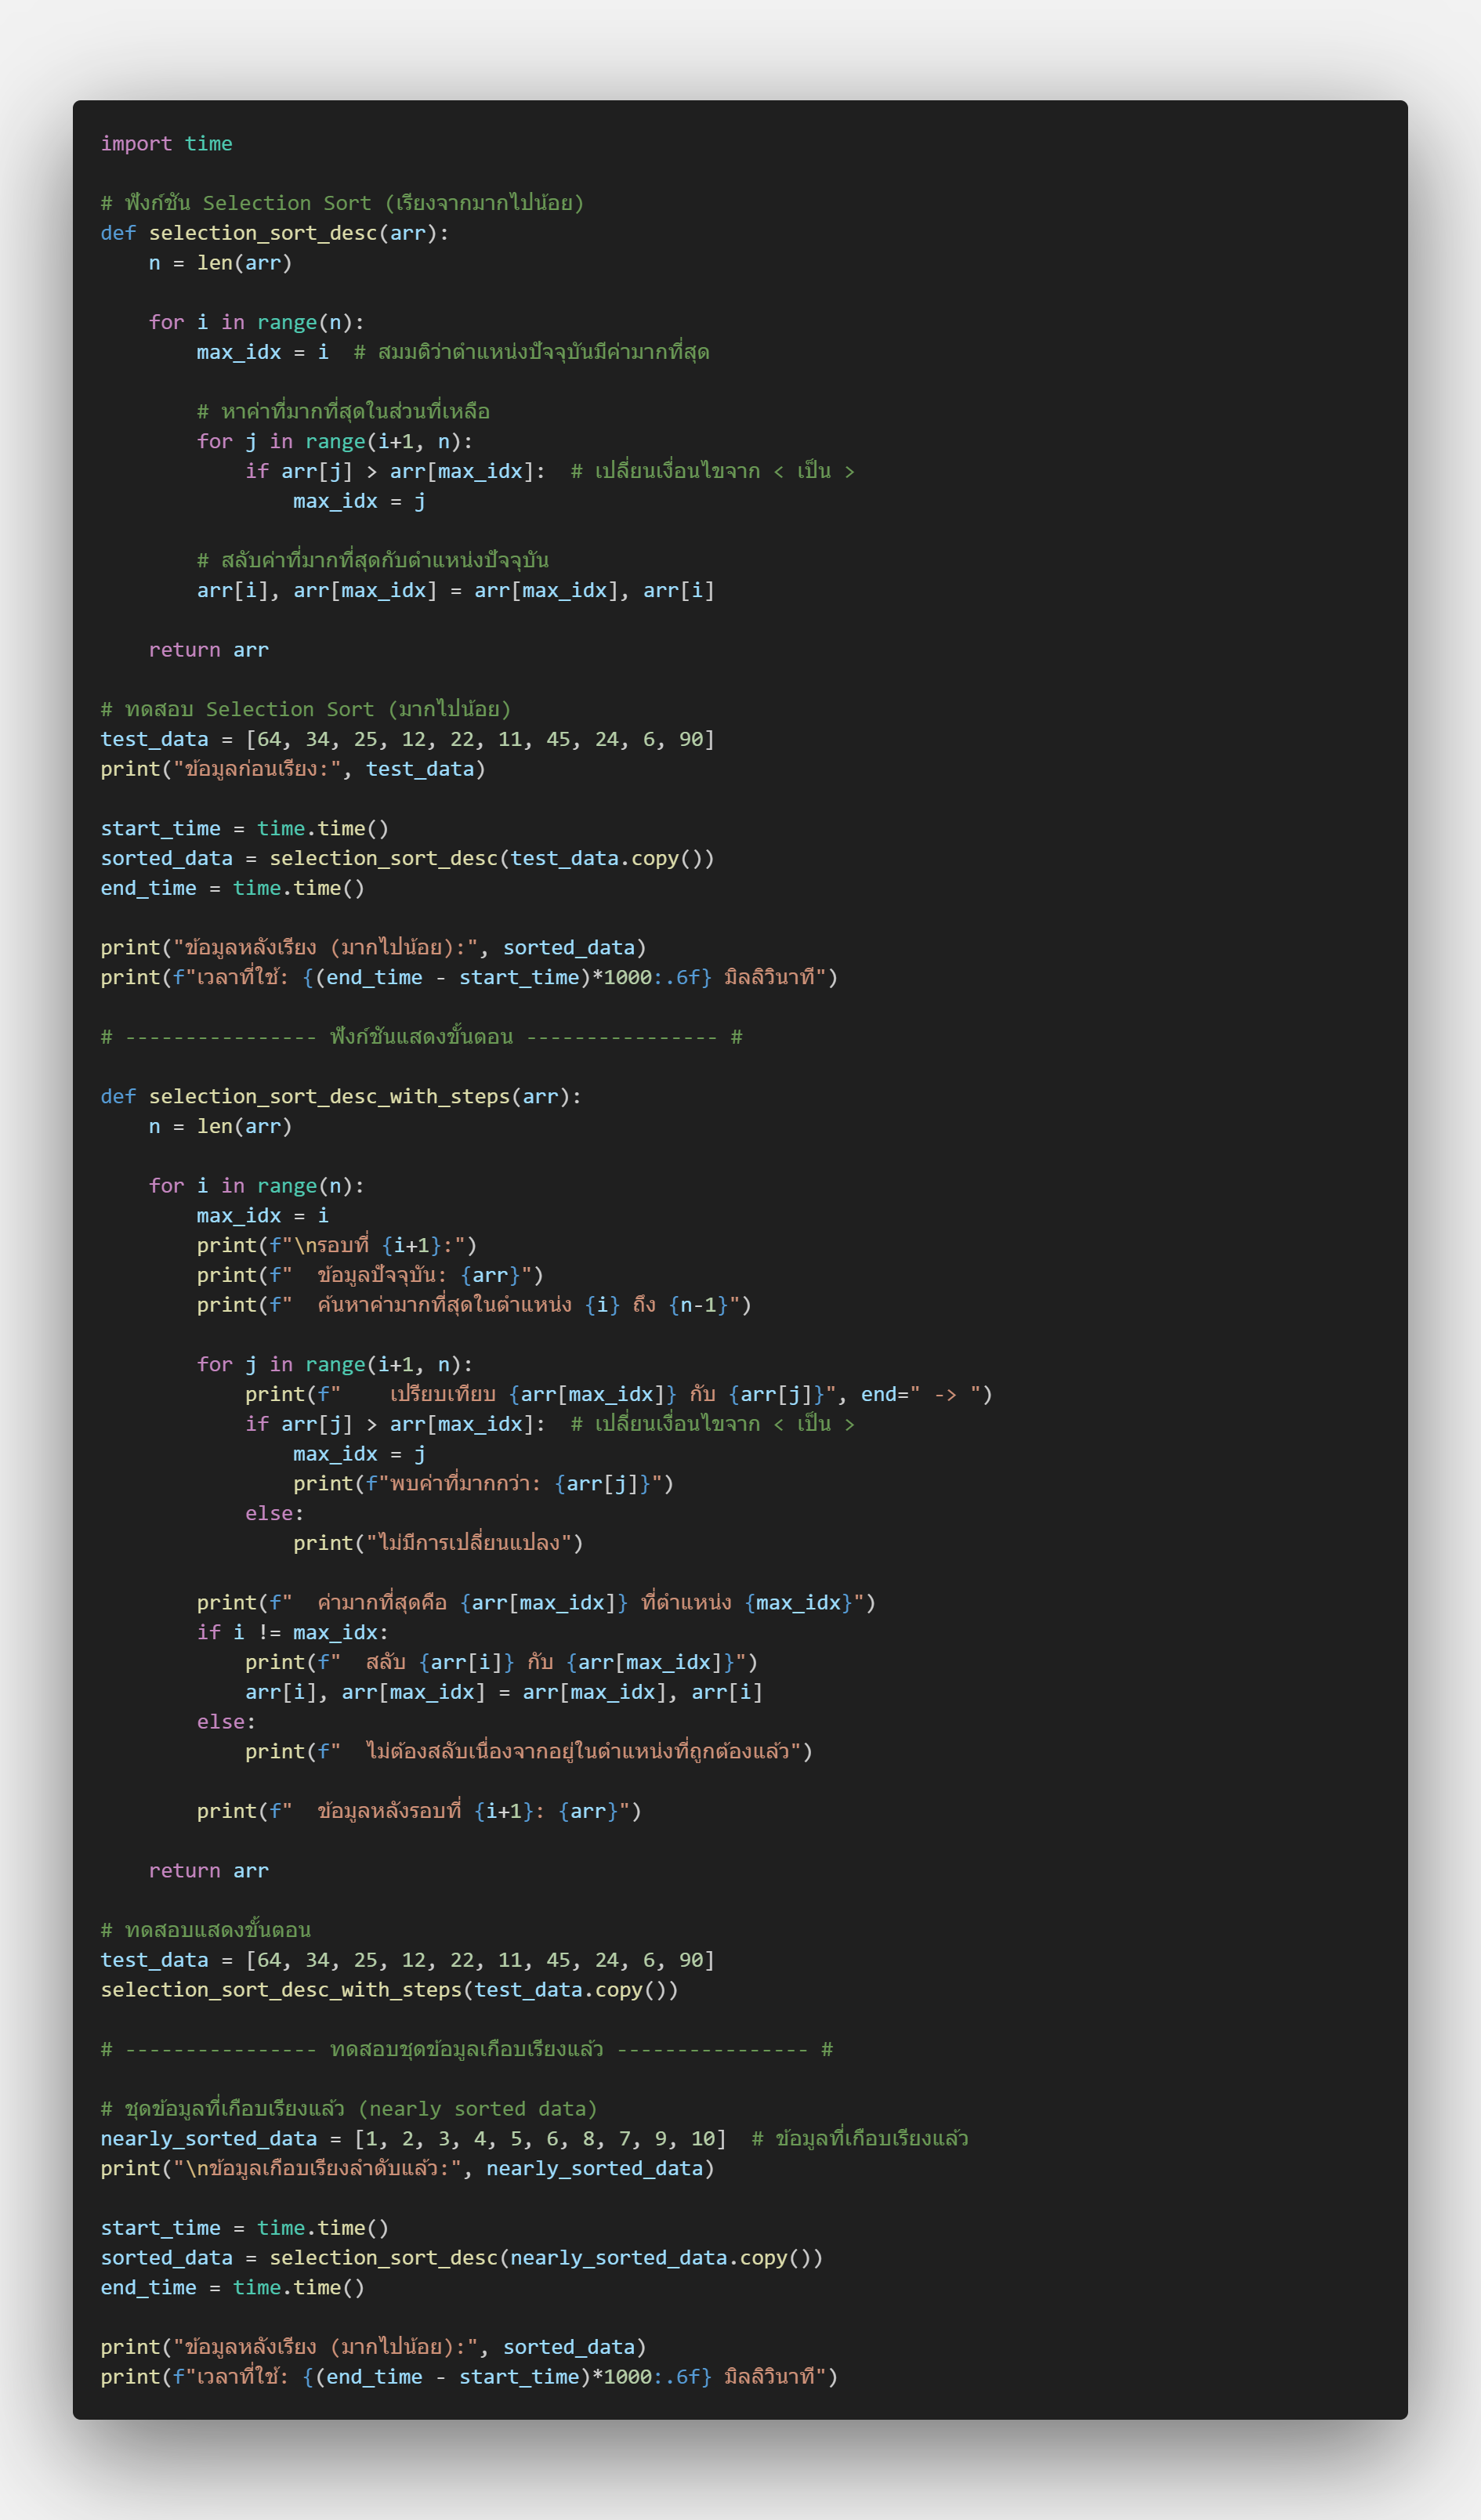 import time

# ฟังก์ชัน Selection Sort (เรียงจากมากไปน้อย)
def selection_sort_desc(arr):
    n = len(arr)

    for i in range(n):
        max_idx = i  # สมมติว่าตำแหน่งปัจจุบันมีค่ามากที่สุด

        # หาค่าที่มากที่สุดในส่วนที่เหลือ
        for j in range(i+1, n):
            if arr[j] > arr[max_idx]:  # เปลี่ยนเงื่อนไขจาก < เป็น >
                max_idx = j

        # สลับค่าที่มากที่สุดกับตำแหน่งปัจจุบัน
        arr[i], arr[max_idx] = arr[max_idx], arr[i]

    return arr

# ทดสอบ Selection Sort (มากไปน้อย)
test_data = [64, 34, 25, 12, 22, 11, 45, 24, 6, 90]
print("ข้อมูลก่อนเรียง:", test_data)

start_time = time.time()
sorted_data = selection_sort_desc(test_data.copy())
end_time = time.time()

print("ข้อมูลหลังเรียง (มากไปน้อย):", sorted_data)
print(f"เวลาที่ใช้: {(end_time - start_time)*1000:.6f} มิลลิวินาที")

# ---------------- ฟังก์ชันแสดงขั้นตอน ---------------- #

def selection_sort_desc_with_steps(arr):
    n = len(arr)

    for i in range(n):
        max_idx = i
        print(f"\nรอบที่ {i+1}:")
        print(f"  ข้อมูลปัจจุบัน: {arr}")
        print(f"  ค้นหาค่ามากที่สุดในตำแหน่ง {i} ถึง {n-1}")

        for j in range(i+1, n):
            print(f"    เปรียบเทียบ {arr[max_idx]} กับ {arr[j]}", end=" -> ")
            if arr[j] > arr[max_idx]:  # เปลี่ยนเงื่อนไขจาก < เป็น >
                max_idx = j
                print(f"พบค่าที่มากกว่า: {arr[j]}")
            else:
                print("ไม่มีการเปลี่ยนแปลง")

        print(f"  ค่ามากที่สุดคือ {arr[max_idx]} ที่ตำแหน่ง {max_idx}")
        if i != max_idx:
            print(f"  สลับ {arr[i]} กับ {arr[max_idx]}")
            arr[i], arr[max_idx] = arr[max_idx], arr[i]
        else:
            print(f"  ไม่ต้องสลับเนื่องจากอยู่ในตำแหน่งที่ถูกต้องแล้ว")

        print(f"  ข้อมูลหลังรอบที่ {i+1}: {arr}")

    return arr

# ทดสอบแสดงขั้นตอน
test_data = [64, 34, 25, 12, 22, 11, 45, 24, 6, 90]
selection_sort_desc_with_steps(test_data.copy())

# ---------------- ทดสอบชุดข้อมูลเกือบเรียงแล้ว ---------------- #

# ชุดข้อมูลที่เกือบเรียงแล้ว (nearly sorted data)
nearly_sorted_data = [1, 2, 3, 4, 5, 6, 8, 7, 9, 10]  # ข้อมูลที่เกือบเรียงแล้ว
print("\nข้อมูลเกือบเรียงลำดับแล้ว:", nearly_sorted_data)

start_time = time.time()
sorted_data = selection_sort_desc(nearly_sorted_data.copy())
end_time = time.time()

print("ข้อมูลหลังเรียง (มากไปน้อย):", sorted_data)
print(f"เวลาที่ใช้: {(end_time - start_time)*1000:.6f} มิลลิวินาที")